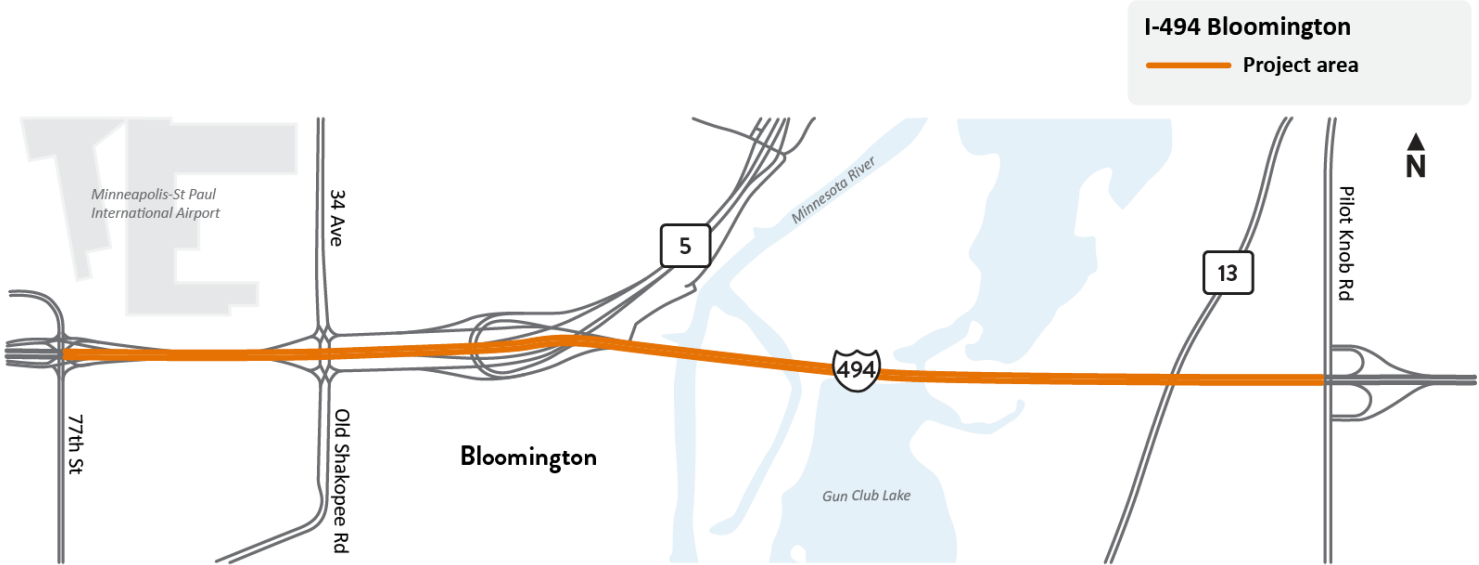 I-494 Bloomington
Project area
N
Minneapolis-St Paul
International Airport
34 Ave
5
Minnesota River
13
Pilot Knob Rd
494
77th St
Old Shakopee Rd
Bloomington
Gun Club Lake